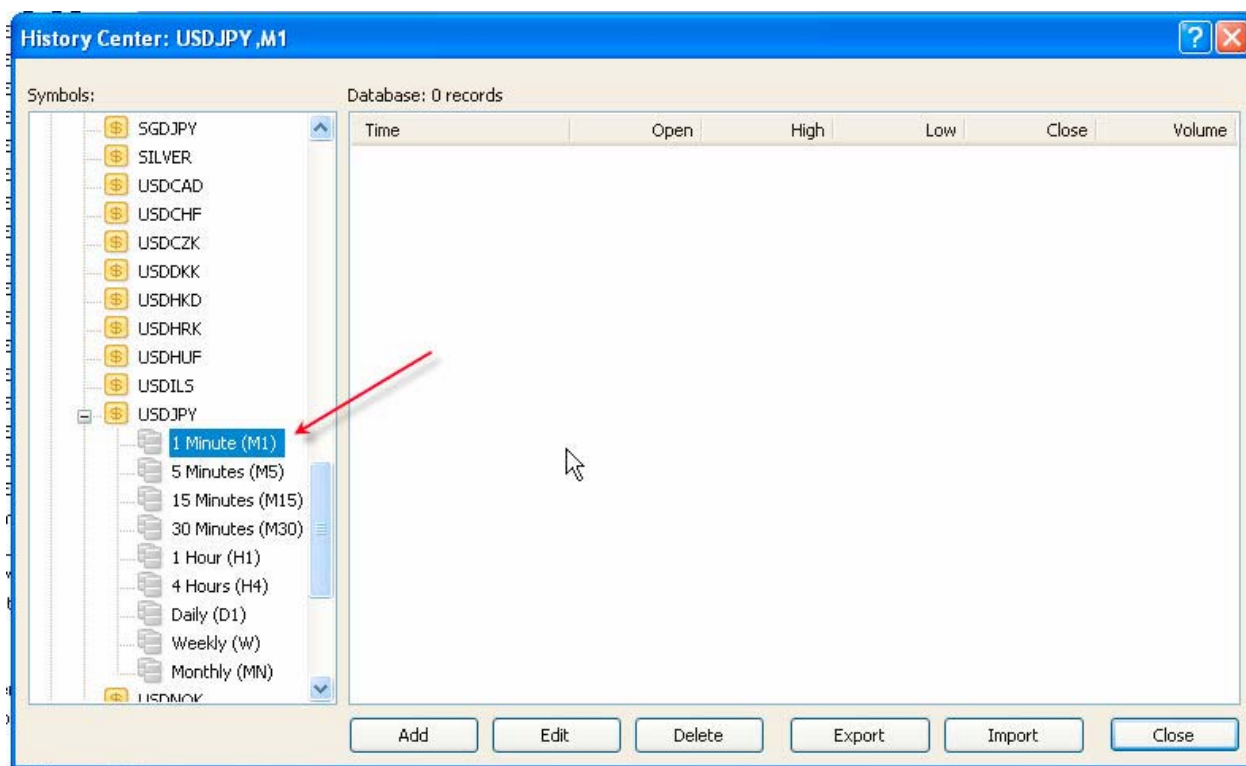 History Center: USDJPY,M1
Symbols:
Database: 0 records
Time Open High Low Close Volume
SGDJPY
SILVER
USDCAD
USDCHF
USDCZK
USDDKK
USDHKD
USDHRK
USDHUF
USDILS
USDJPY
1 Minute (M1)
5 Minutes (M5)
15 Minutes (M15)
30 Minutes (M30)
1 Hour (H1)
4 Hours (H4)
Daily (D1)
Weekly (W)
Monthly (MN)
USDNOK
Add Edit Delete Export Import Close